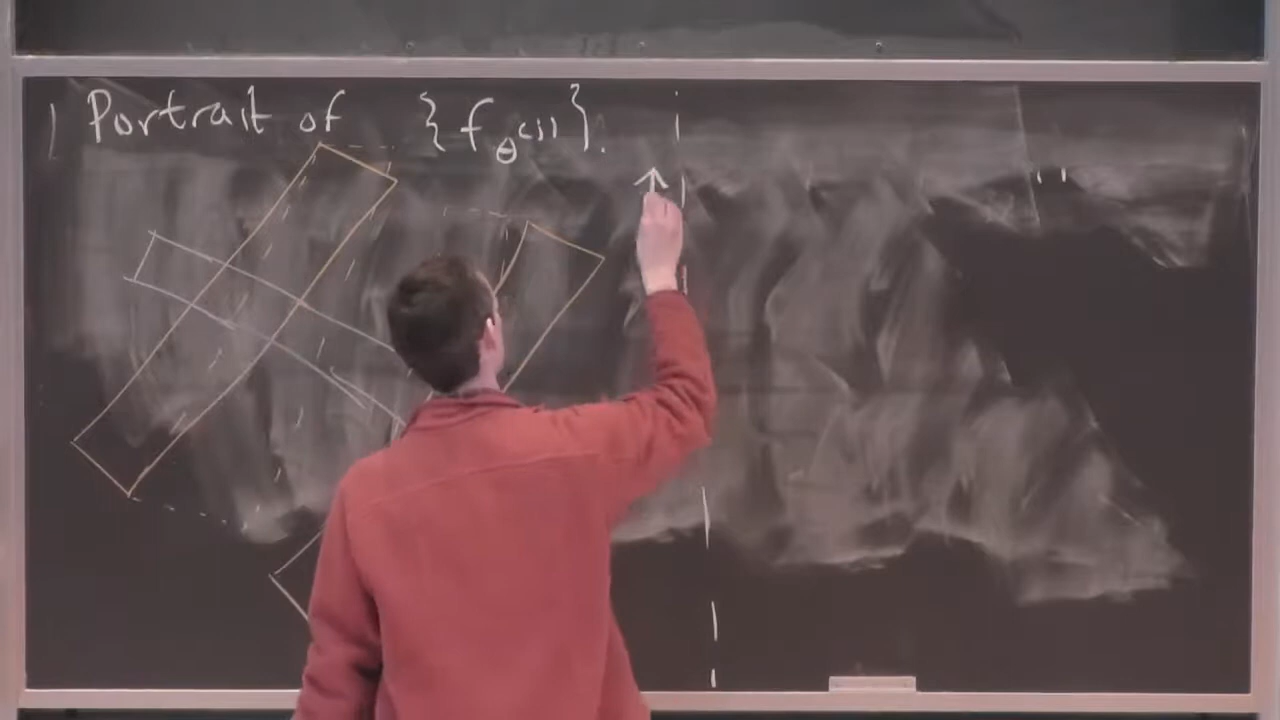 Portrait of {f_θ^(i)}.